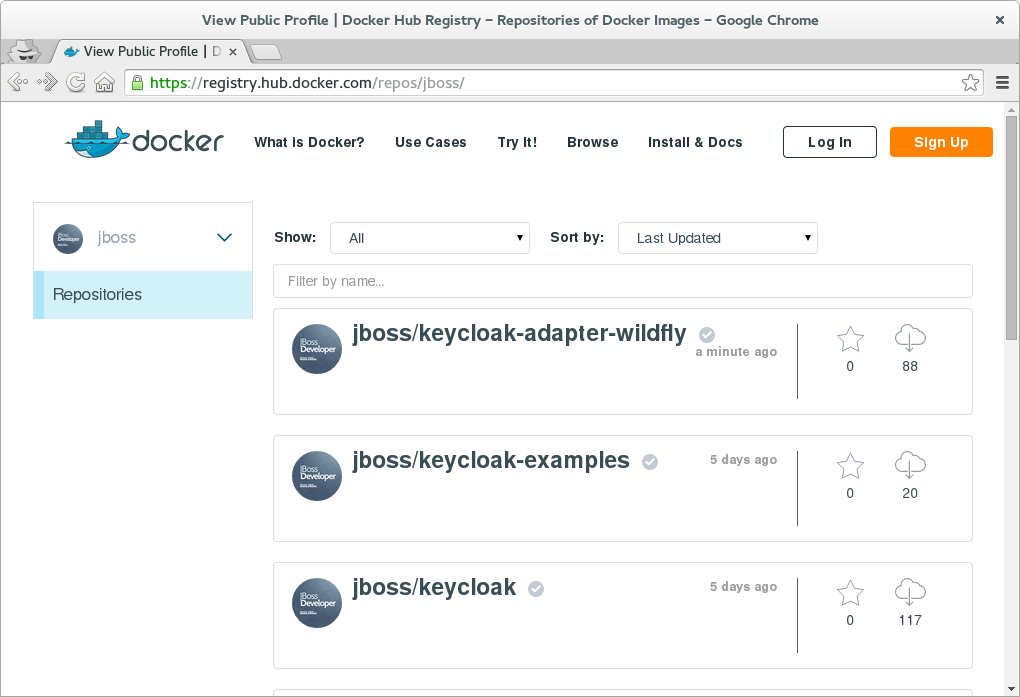 View Public Profile | Docker Hub Registry – Repositories of Docker Images – Google Chrome
View Public Profile | D
https://registry.hub.docker.com/repos/jboss/
docker
What is Docker? Use Cases Try It! Browse Install & Docs Log In Sign Up
jboss
Repositories
Show: All Sort by: Last Updated
Filter by name...
JBoss
Developer
jboss/keycloak-adapter-wildfly
a minute ago
0 88
JBoss
Developer
jboss/keycloak-examples
5 days ago
0 20
JBoss
Developer
jboss/keycloak
5 days ago
0 117